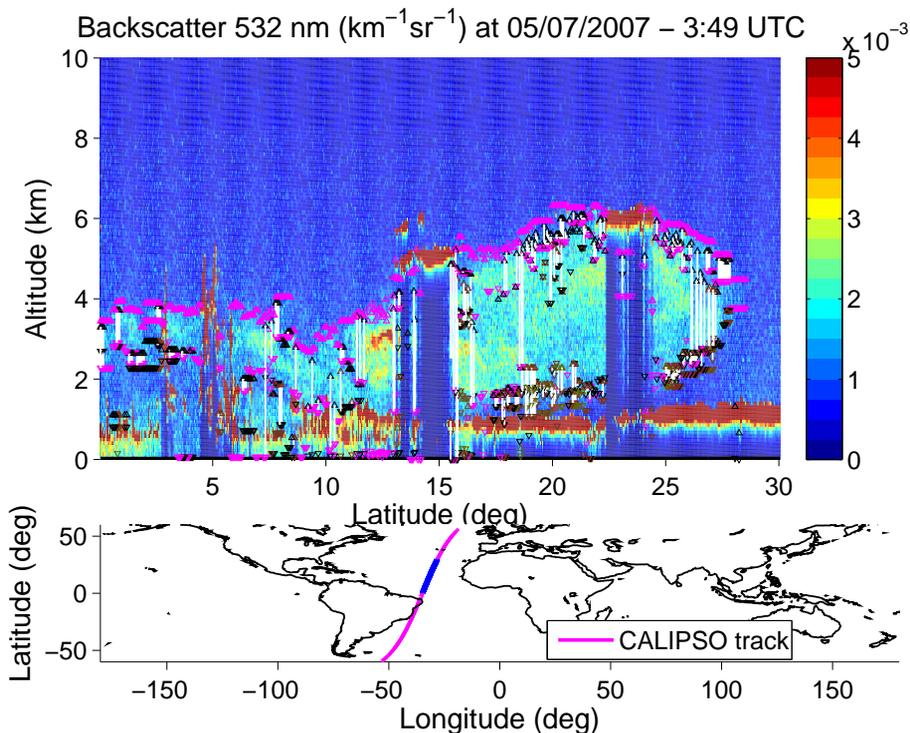 Backscatter 532 nm (km⁻¹sr⁻¹) at 05/07/2007 − 3:49 UTC
x 10⁻³
10
8
6
4
2
0
Altitude (km)
5
4
3
2
1
0
5 10 15 20 25 30
Latitude (deg)
50
0
−50
Latitude (deg)
CALIPSO track
−150 −100 −50 0 50 100 150
Longitude (deg)